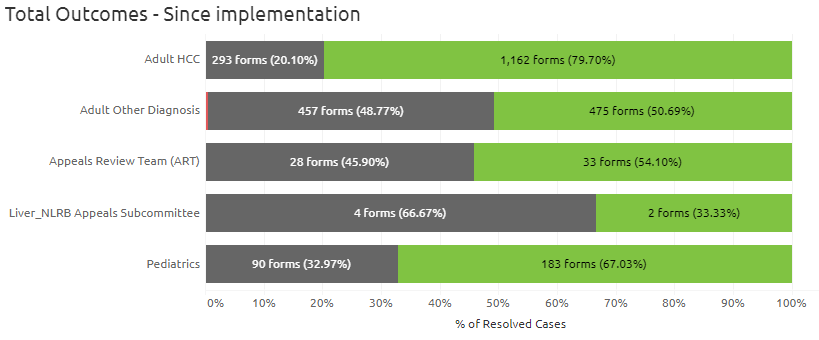 Total Outcomes - Since implementation
Adult HCC 293 forms (20.10%) 1,162 forms (79.70%)
Adult Other Diagnosis 457 forms (48.77%) 475 forms (50.69%)
Appeals Review Team (ART) 28 forms (45.90%) 33 forms (54.10%)
Liver_NLRB Appeals Subcommittee 4 forms (66.67%) 2 forms (33.33%)
Pediatrics 90 forms (32.97%) 183 forms (67.03%)
0% 10% 20% 30% 40% 50% 60% 70% 80% 90% 100%
% of Resolved Cases